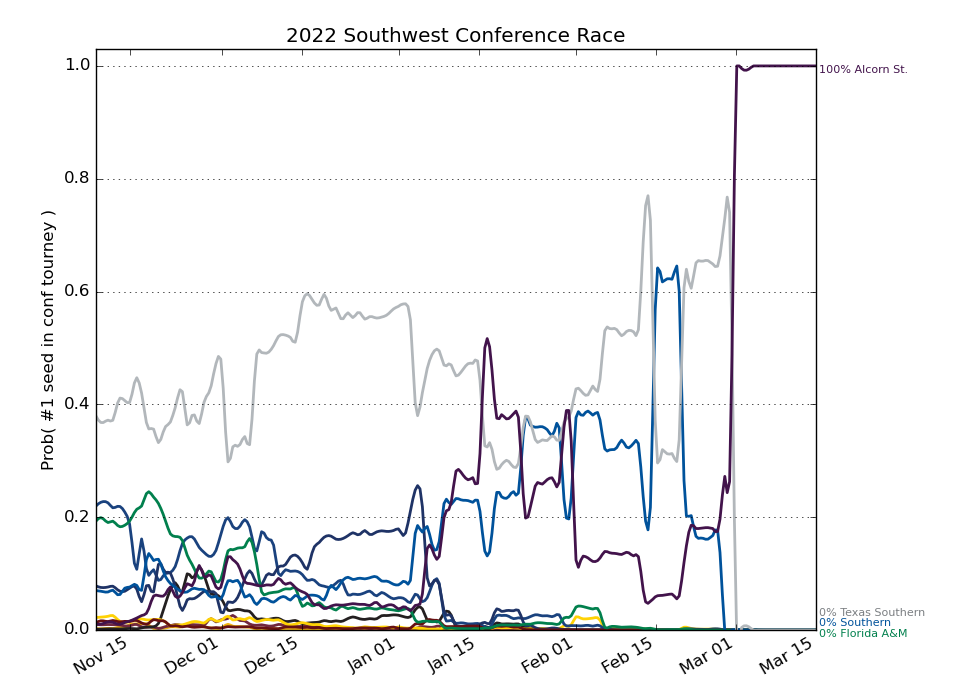 2022 Southwest Conference Race
Prob( #1 seed in conf tourney )
1.0
0.8
0.6
0.4
0.2
0.0
Nov 15
Dec 01
Dec 15
Jan 01
Jan 15
Feb 01
Feb 15
Mar 01
Mar 15
100% Alcorn St.
0% Texas Southern
0% Southern
0% Florida A&M